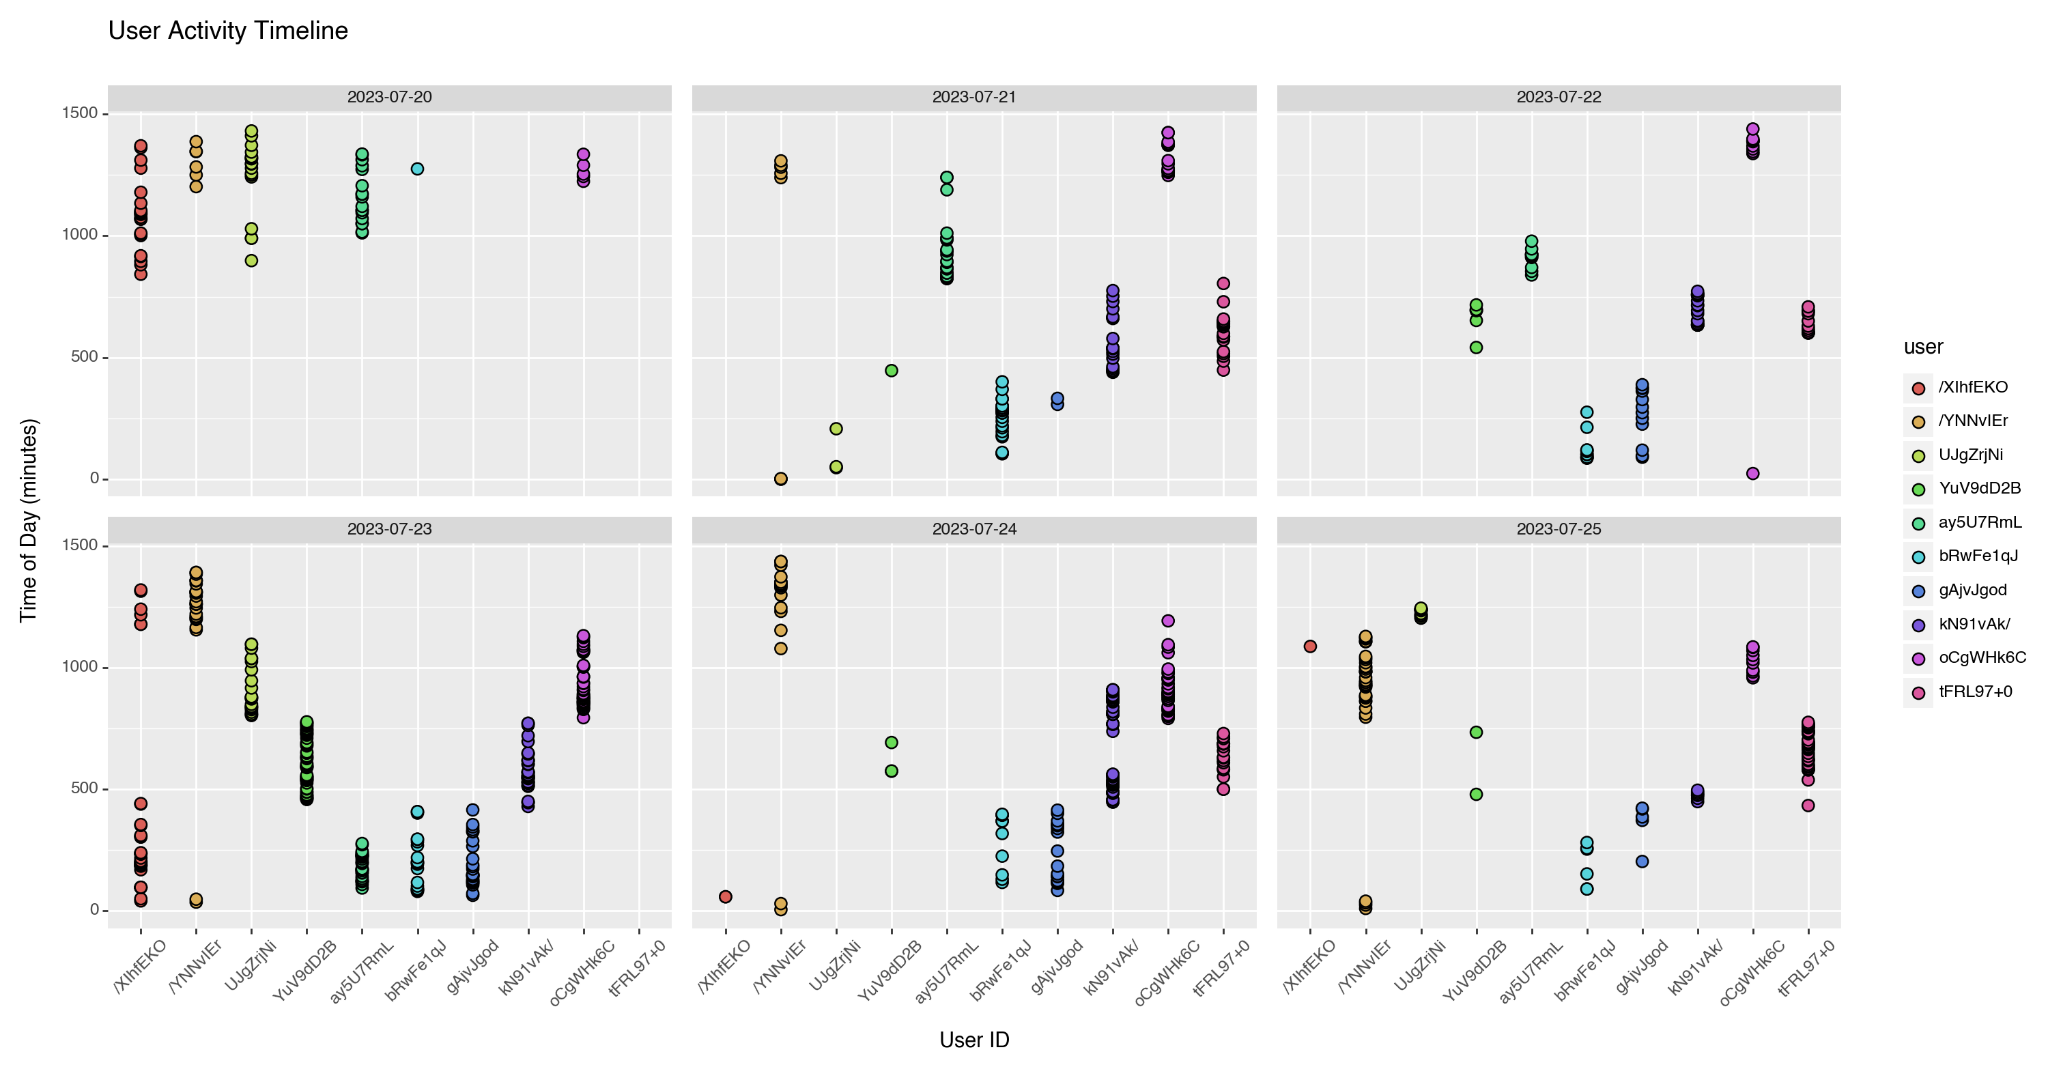 User Activity Timeline
2023-07-20 2023-07-21 2023-07-22
1500
1000
500
0
2023-07-23 2023-07-24 2023-07-25
1500
1000
500
0
Time of Day (minutes)
/XIhfEKO /YNNvIEr UJgZrjNi YuV9dD2B ay5U7RmL bRwFe1qJ gAjvJgod kN91vAk/ oCgWHk6C tFRL97+0
/XIhfEKO /YNNvIEr UJgZrjNi YuV9dD2B ay5U7RmL bRwFe1qJ gAjvJgod kN91vAk/ oCgWHk6C tFRL97+0
/XIhfEKO /YNNvIEr UJgZrjNi YuV9dD2B ay5U7RmL bRwFe1qJ gAjvJgod kN91vAk/ oCgWHk6C tFRL97+0
User ID
user
/XIhfEKO
/YNNvIEr
UJgZrjNi
YuV9dD2B
ay5U7RmL
bRwFe1qJ
gAjvJgod
kN91vAk/
oCgWHk6C
tFRL97+0